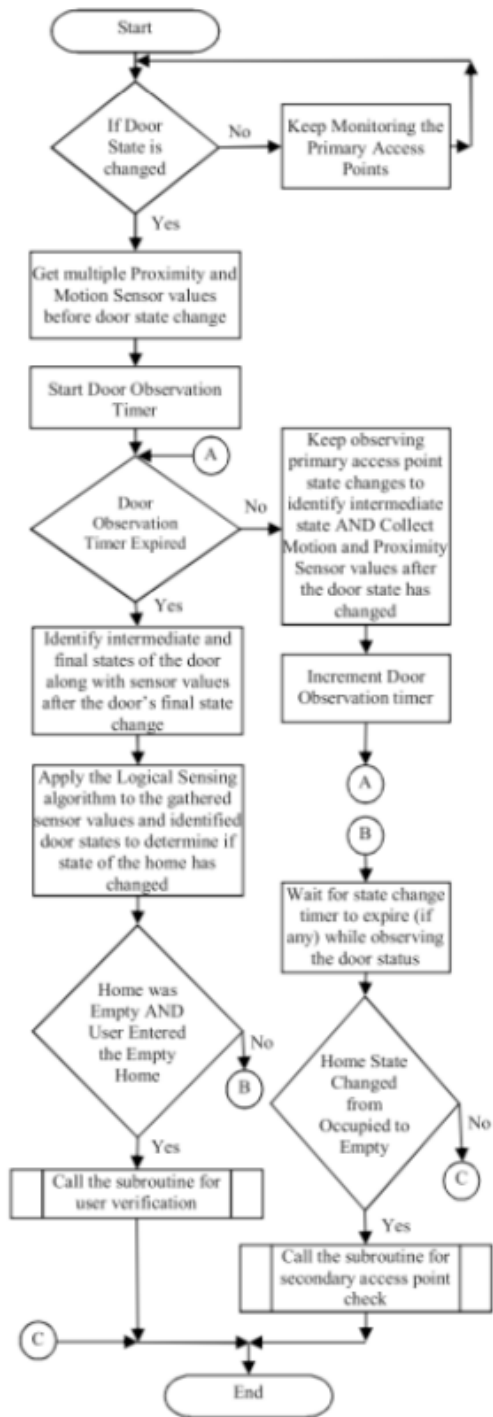 Start
If Door
State is
changed
No
Keep Monitoring the
Primary Access
Points
Yes
Get multiple Proximity and
Motion Sensor values
before door state change
Start Door Observation
Timer
A
Door
Observation
Timer Expired
No
Keep observing
primary access point
state changes to
identify intermediate
state AND Collect
Motion and Proximity
Sensor values after
the door state has
changed
Yes
Identify intermediate and
final states of the door
along with sensor values
after the door's final state
change
Increment Door
Observation timer
A
Apply the Logical Sensing
algorithm to the gathered
sensor values and identified
door states to determine if
state of the home has
changed
B
Wait for state change
timer to expire (if
any) while observing
the door status
Home was
Empty AND
User Entered
the Empty
Home
No
B
Home State
Changed
from
Occupied to
Empty
No
C
Yes
Call the subroutine for
user verification
Yes
Call the subroutine for
secondary access point
check
C
End